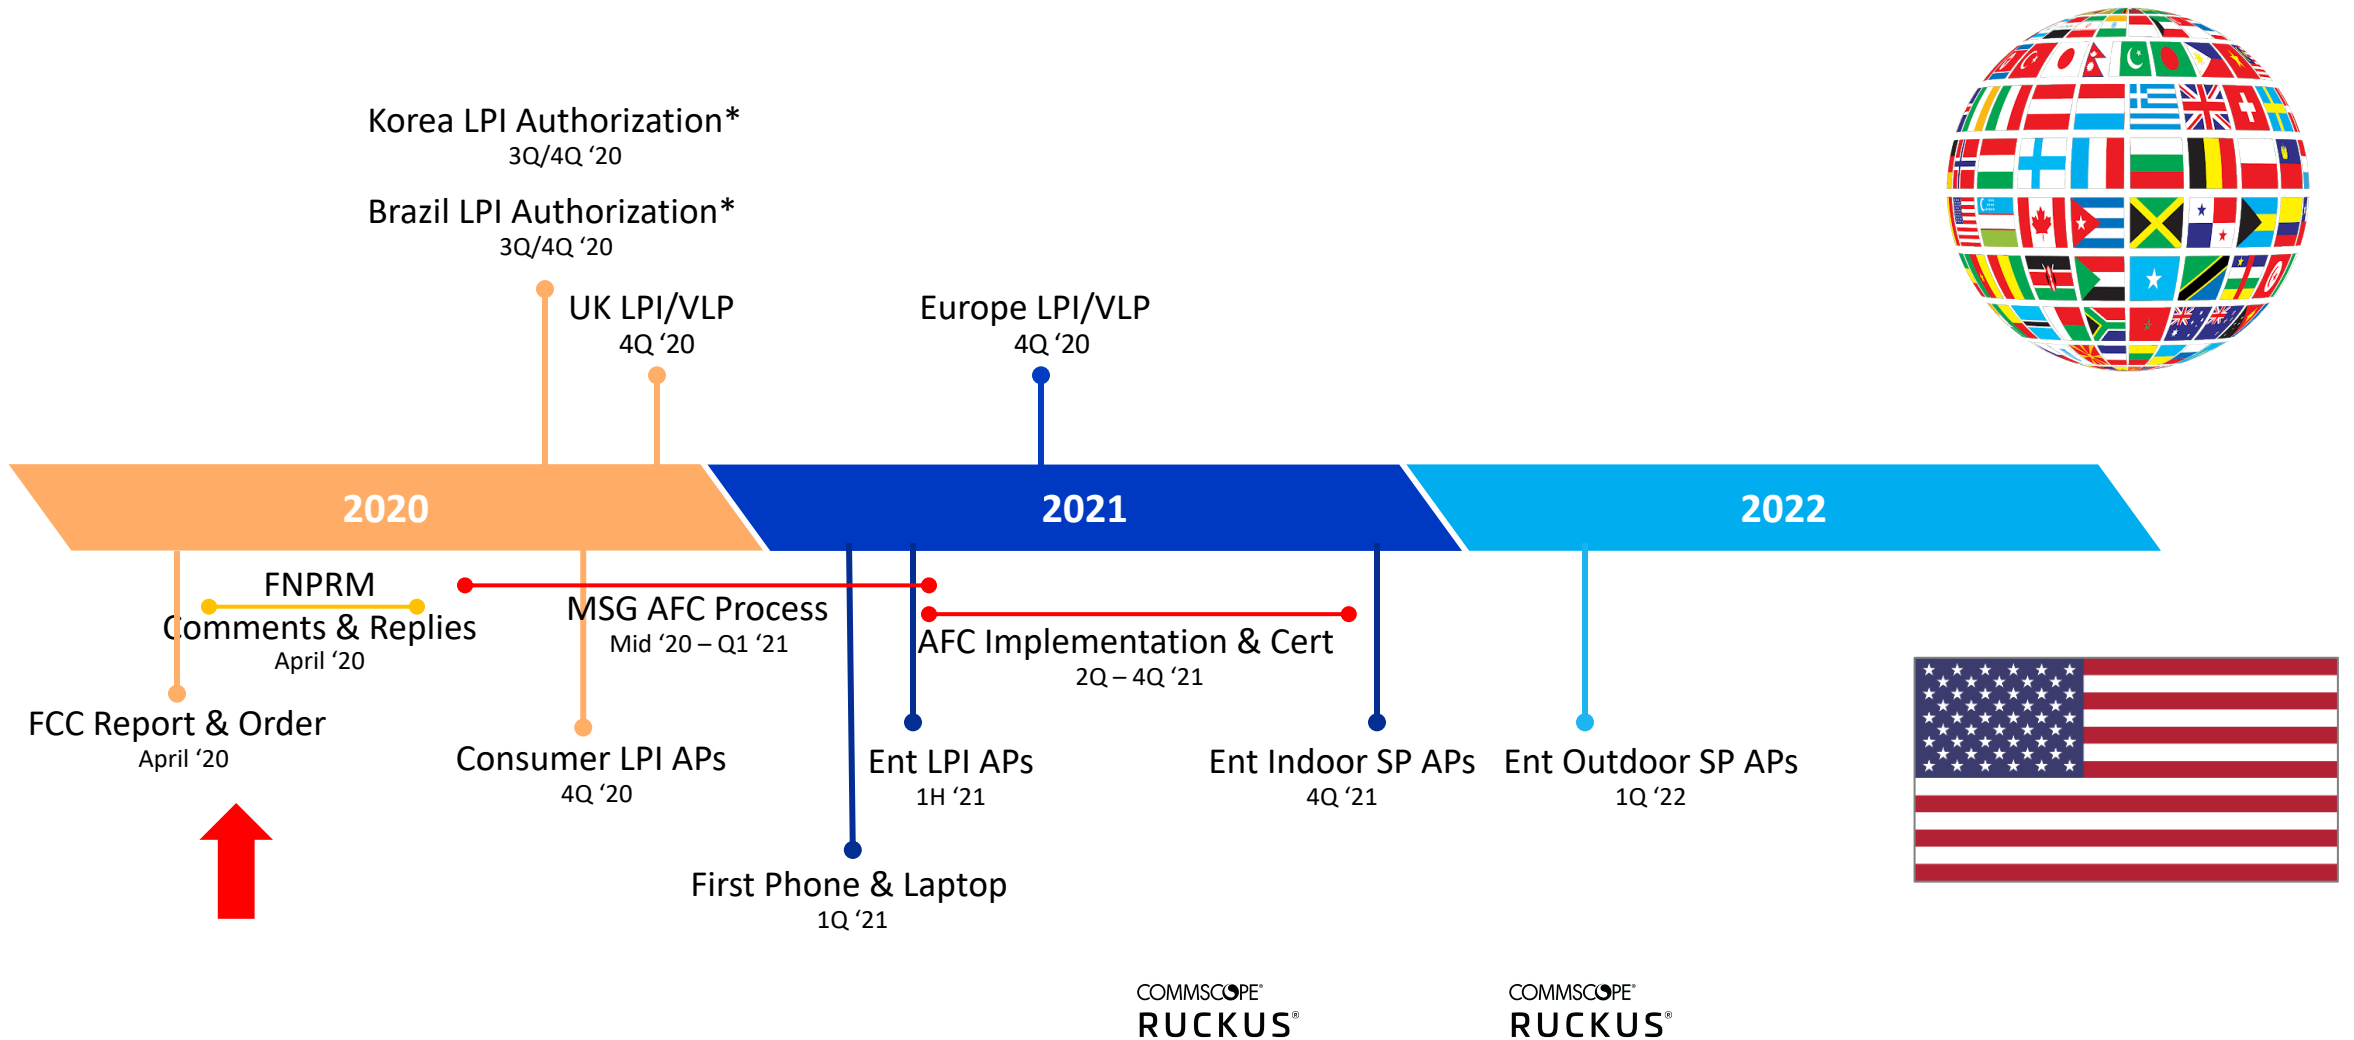 Korea LPI Authorization*
3Q/4Q ‘20
Brazil LPI Authorization*
3Q/4Q ‘20
UK LPI/VLP
4Q ‘20
Europe LPI/VLP
4Q ‘20
2020
2021
2022
FNPRM
Comments & Replies
April ‘20
MSG AFC Process
Mid ‘20 – Q1 ‘21
AFC Implementation & Cert
2Q – 4Q ‘21
FCC Report & Order
April ‘20
Consumer LPI APs
4Q ‘20
Ent LPI APs
1H ‘21
Ent Indoor SP APs
4Q ‘21
Ent Outdoor SP APs
1Q ‘22
First Phone & Laptop
1Q ‘21
COMMSCOPE®
RUCKUS®
COMMSCOPE®
RUCKUS®